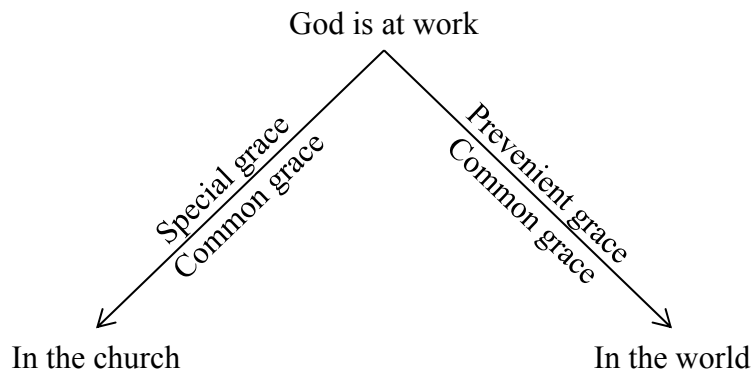 God is at work
Special grace
Common grace
Prevenient grace
Common grace
In the church
In the world